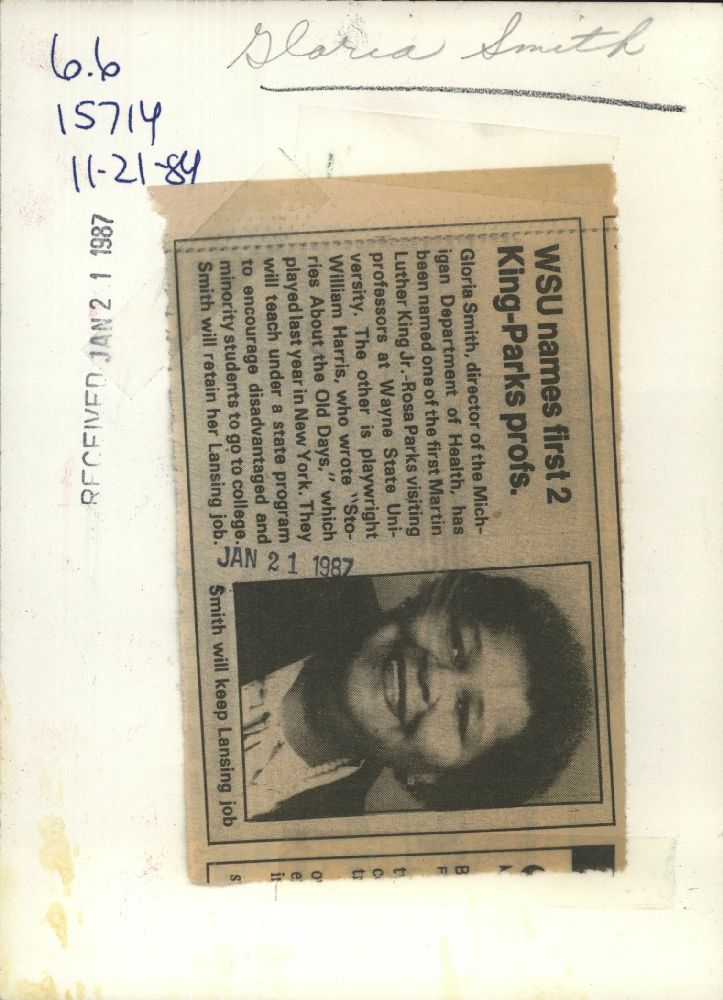 Gloria Smith
6.6
15714
11-21-84
RECEIVED JAN 21 1987
WSU names first 2
King-Parks profs.
Gloria Smith, director of the Mich-
igan Department of Health, has
been named one of the first Martin
Luther King Jr.-Rosa Parks visiting
professors at Wayne State Uni-
versity. The other is playwright
William Harris, who wrote "Sto-
ries About the Old Days," which
played last year in New York. They
will teach under a state program
to encourage disadvantaged and
minority students to go to college.
Smith will retain her Lansing job.
JAN 21 1987
Smith will keep Lansing job